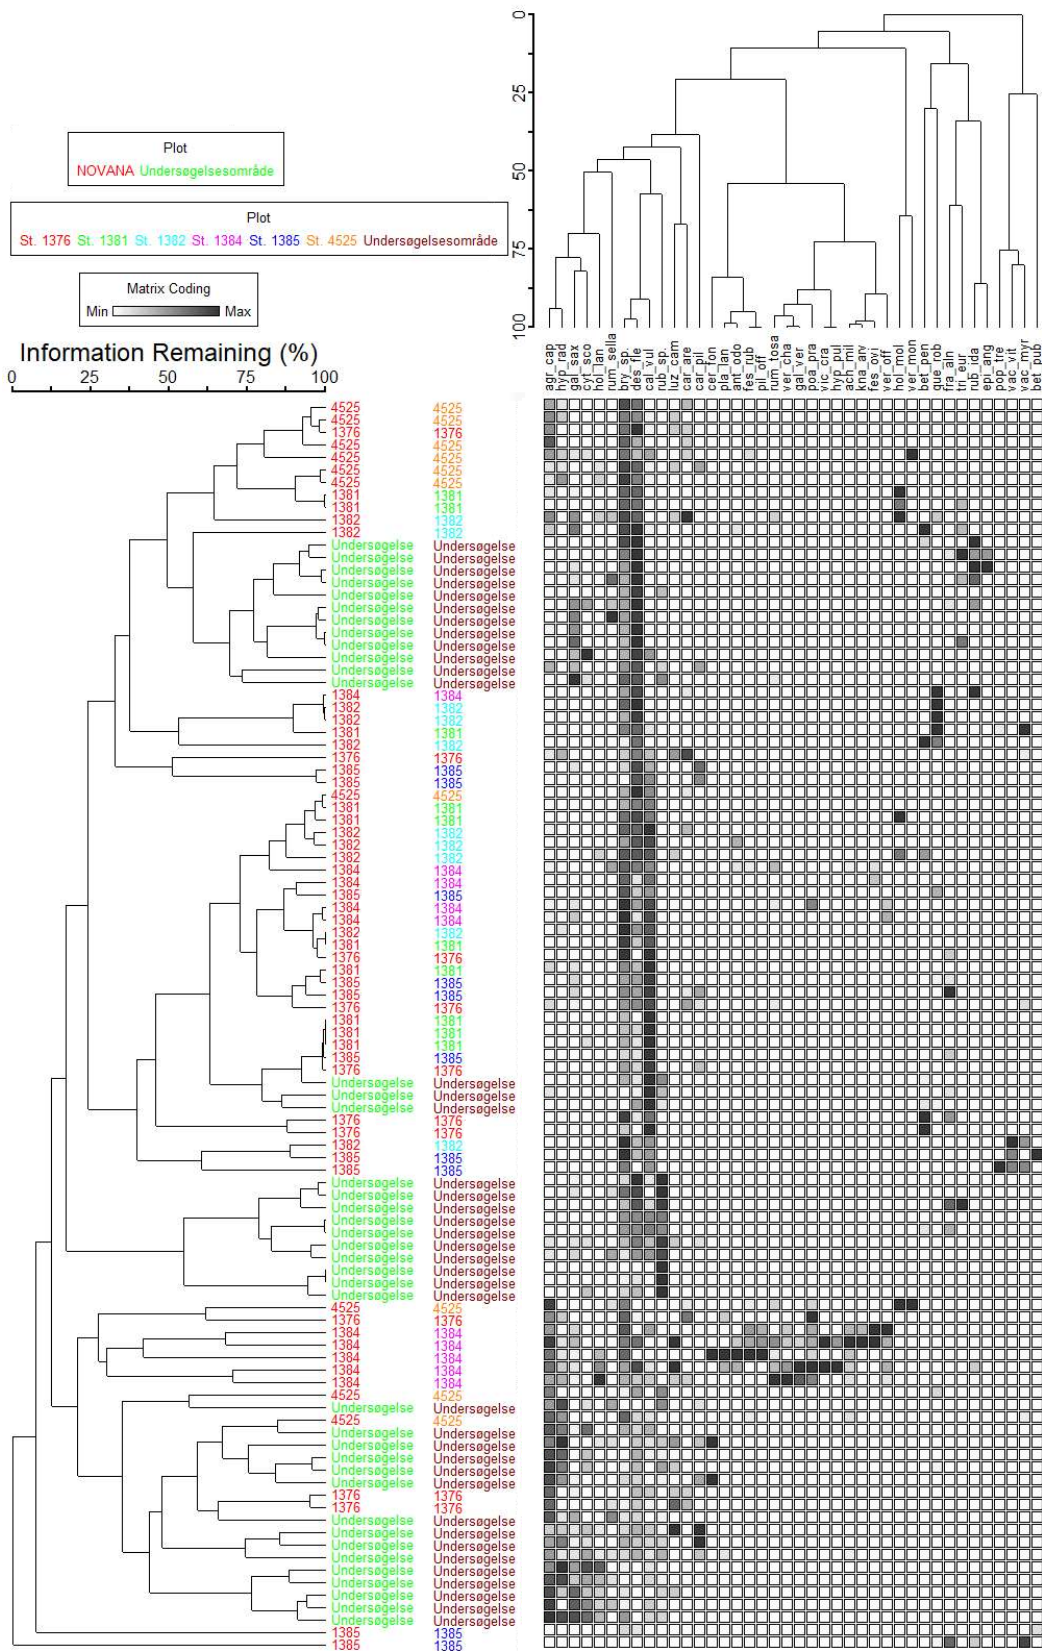 0
25
50
75
100
Plot
NOVANA Undersøgelsesområde
Plot
St. 1376 St. 1381 St. 1382 St. 1384 St. 1385 St. 4525 Undersøgelsesområde
Matrix Coding
Min Max
Information Remaining (%)
0 25 50 75 100
agr_cap
hyp_rad
gal_sax
cyt_sco
hol_lan
rum_sella
bry_sp.
des_fle
cal_vul
rub_sp.
luz_cam
car_are
car_pil
cer_fon
pla_lan
ant_odo
fes_rub
pil_off
rum_tosa
ver_cha
gal_ver
poa_pra
vic_cra
hyp_pul
ach_mil
kna_arv
fes_ovi
ver_off
hol_mol
ver_mon
bet_pen
que_rob
fra_aln
tri_eur
rub_ida
epi_ang
pop_tre
vac_vit
vac_myr
bet_pub
4525 4525
4525 4525
1376 1376
4525 4525
4525 4525
4525 4525
4525 4525
1381 1381
1381 1381
1382 1382
1382 1382
Undersøgelse Undersøgelse
Undersøgelse Undersøgelse
Undersøgelse Undersøgelse
Undersøgelse Undersøgelse
Undersøgelse Undersøgelse
Undersøgelse Undersøgelse
Undersøgelse Undersøgelse
Undersøgelse Undersøgelse
Undersøgelse Undersøgelse
Undersøgelse Undersøgelse
Undersøgelse Undersøgelse
Undersøgelse Undersøgelse
1384 1384
1382 1382
1382 1382
1381 1381
1382 1382
1376 1376
1385 1385
1385 1385
4525 4525
1381 1381
1381 1381
1382 1382
1382 1382
1382 1382
1384 1384
1384 1384
1385 1385
1384 1384
1384 1384
1382 1382
1381 1381
1376 1376
1381 1381
1385 1385
1385 1385
1376 1376
1381 1381
1381 1381
1381 1381
1385 1385
1376 1376
Undersøgelse Undersøgelse
Undersøgelse Undersøgelse
Undersøgelse Undersøgelse
1376 1376
1376 1376
1382 1382
1385 1385
1385 1385
Undersøgelse Undersøgelse
Undersøgelse Undersøgelse
Undersøgelse Undersøgelse
Undersøgelse Undersøgelse
Undersøgelse Undersøgelse
Undersøgelse Undersøgelse
Undersøgelse Undersøgelse
Undersøgelse Undersøgelse
Undersøgelse Undersøgelse
Undersøgelse Undersøgelse
4525 4525
1376 1376
1384 1384
1384 1384
1384 1384
1384 1384
1384 1384
4525 4525
Undersøgelse Undersøgelse
4525 4525
Undersøgelse Undersøgelse
Undersøgelse Undersøgelse
Undersøgelse Undersøgelse
Undersøgelse Undersøgelse
Undersøgelse Undersøgelse
1376 1376
1376 1376
Undersøgelse Undersøgelse
Undersøgelse Undersøgelse
Undersøgelse Undersøgelse
Undersøgelse Undersøgelse
Undersøgelse Undersøgelse
Undersøgelse Undersøgelse
Undersøgelse Undersøgelse
Undersøgelse Undersøgelse
Undersøgelse Undersøgelse
1385 1385
1385 1385